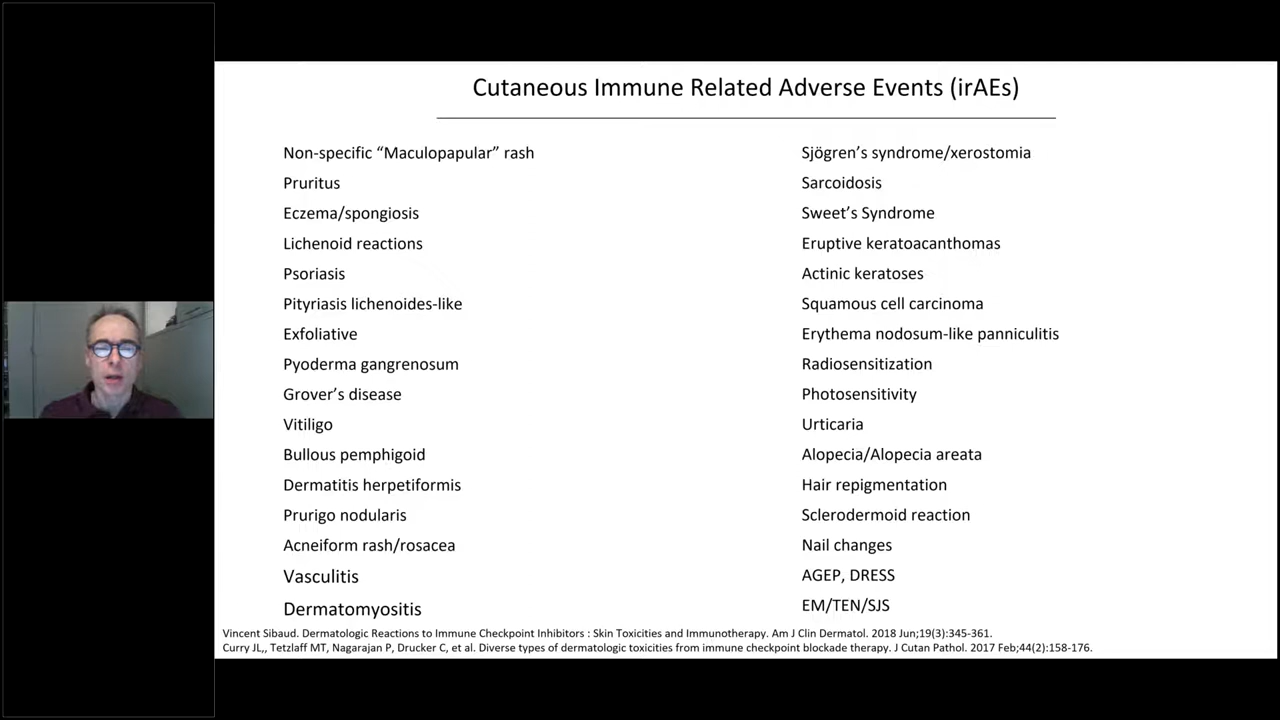 Cutaneous Immune Related Adverse Events (irAEs)
Non-specific “Maculopapular” rash
Pruritus
Eczema/spongiosis
Lichenoid reactions
Psoriasis
Pityriasis lichenoides-like
Exfoliative
Pyoderma gangrenosum
Grover’s disease
Vitiligo
Bullous pemphigoid
Dermatitis herpetiformis
Prurigo nodularis
Acneiform rash/rosacea
Vasculitis
Dermatomyositis
Sjögren’s syndrome/xerostomia
Sarcoidosis
Sweet’s Syndrome
Eruptive keratoacanthomas
Actinic keratoses
Squamous cell carcinoma
Erythema nodosum-like panniculitis
Radiosensitization
Photosensitivity
Urticaria
Alopecia/Alopecia areata
Hair repigmentation
Sclerodermoid reaction
Nail changes
AGEP, DRESS
EM/TEN/SJS
Vincent Sibaud. Dermatologic Reactions to Immune Checkpoint Inhibitors : Skin Toxicities and Immunotherapy. Am J Clin Dermatol. 2018 Jun;19(3):345-361.
Curry JL,, Tetzlaff MT, Nagarajan P, Drucker C, et al. Diverse types of dermatologic toxicities from immune checkpoint blockade therapy. J Cutan Pathol. 2017 Feb;44(2):158-176.